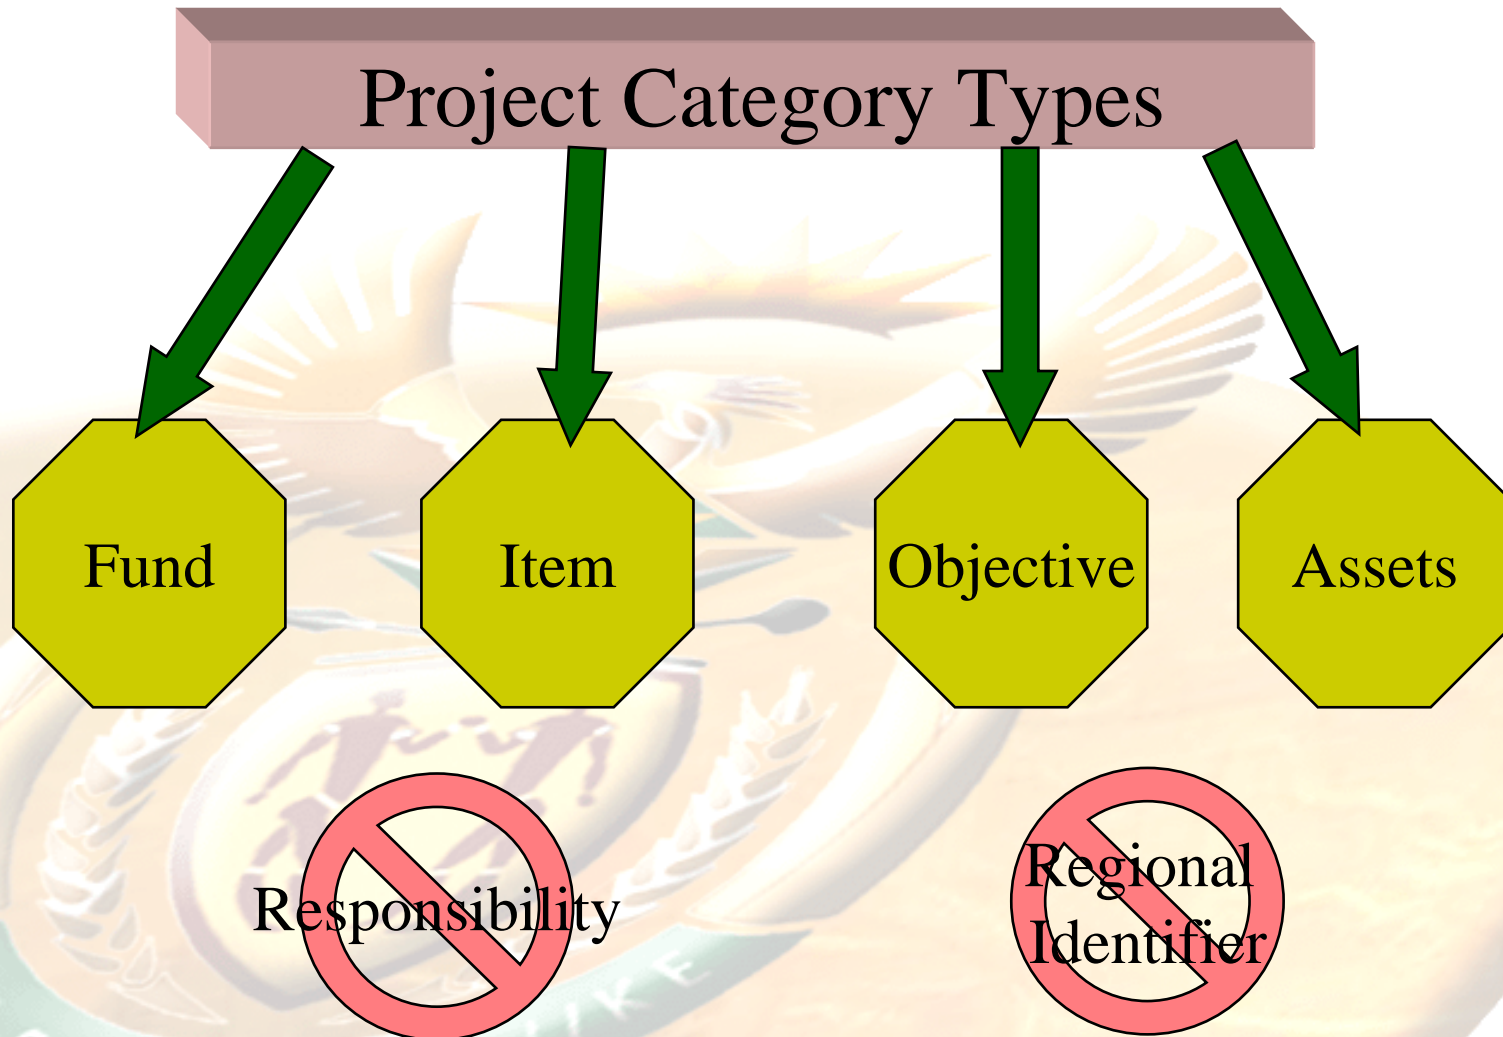 Project Category Types
Fund
Item
Objective
Assets
Responsibility
Regional
Identifier